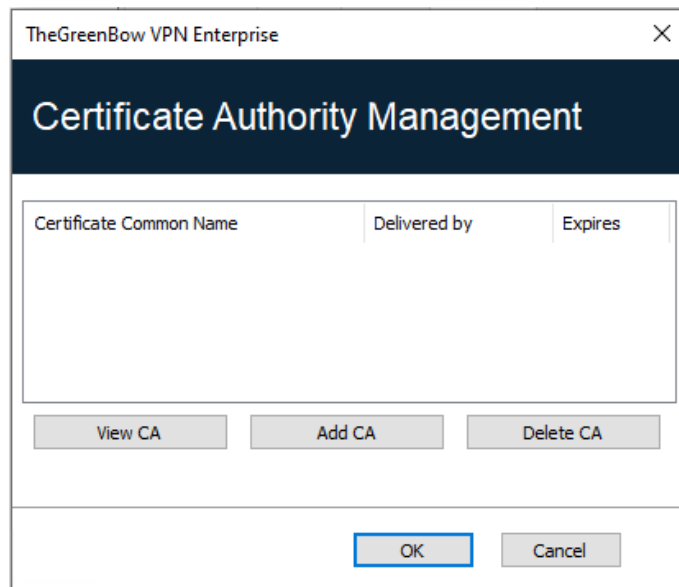 TheGreenBow VPN Enterprise
Certificate Authority Management
Certificate Common Name Delivered by Expires
View CA Add CA Delete CA
OK Cancel